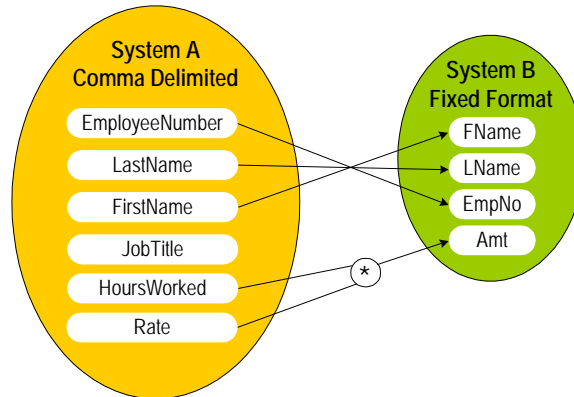 System A
Comma Delimited
EmployeeNumber
LastName
FirstName
JobTitle
HoursWorked
Rate
*
System B
Fixed Format
FName
LName
EmpNo
Amt